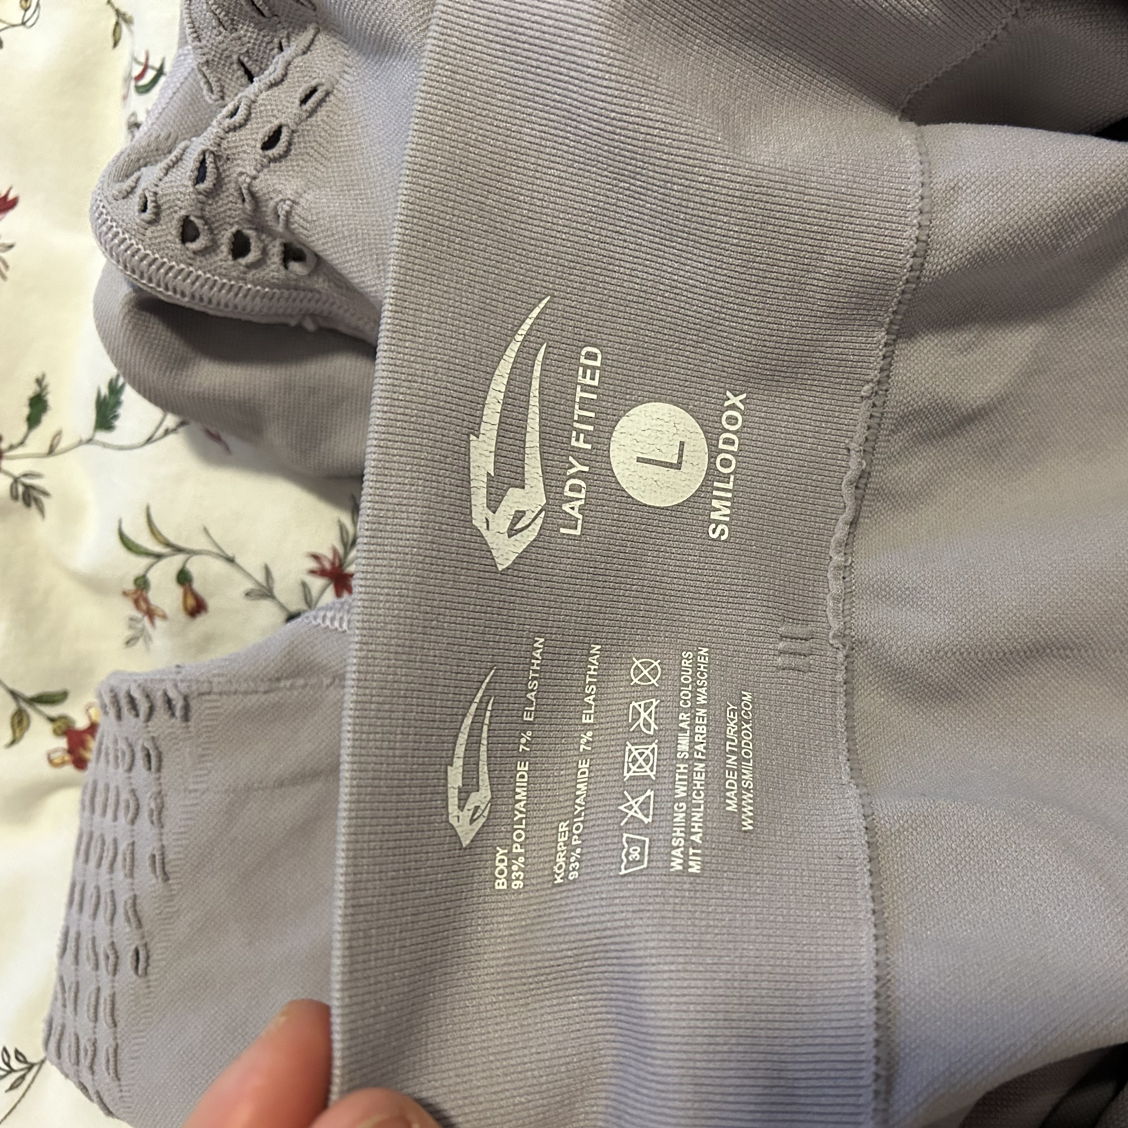 LADY FITTED
L
SMILODOX
BODY
93% POLYAMIDE 7% ELASTHAN
KÖRPER
93% POLYAMIDE 7% ELASTHAN
30
WASHING WITH SIMILAR COLOURS
MIT AHNLICHEN FARBEN WASCHEN
MADE IN TURKEY
WWW.SMILODOX.COM